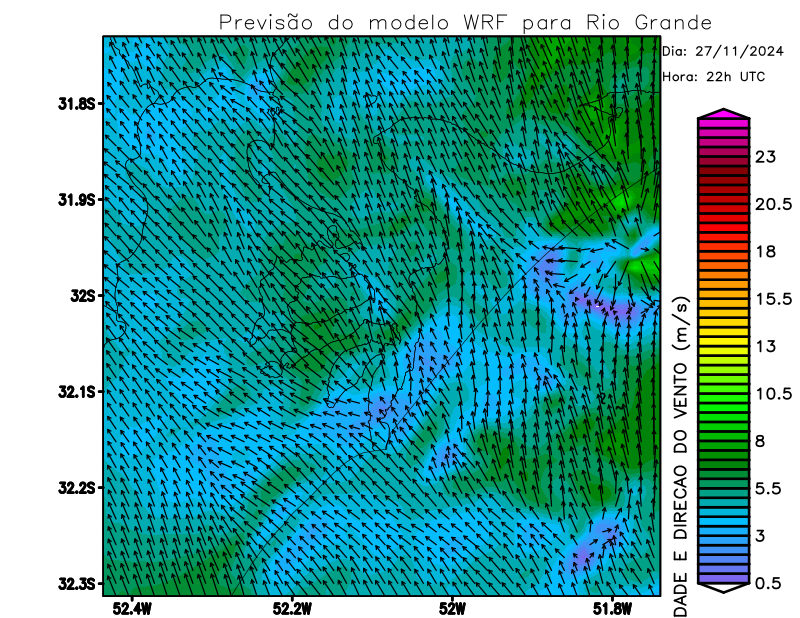 Previsão do modelo WRF para Rio Grande
Dia: 27/11/2024
Hora: 22h UTC
31.8S
31.9S
32S
32.1S
32.2S
32.3S
52.4W
52.2W
52W
51.8W
23
20.5
18
15.5
13
10.5
8
5.5
3
0.5
DADE E DIRECAO DO VENTO (m/s)